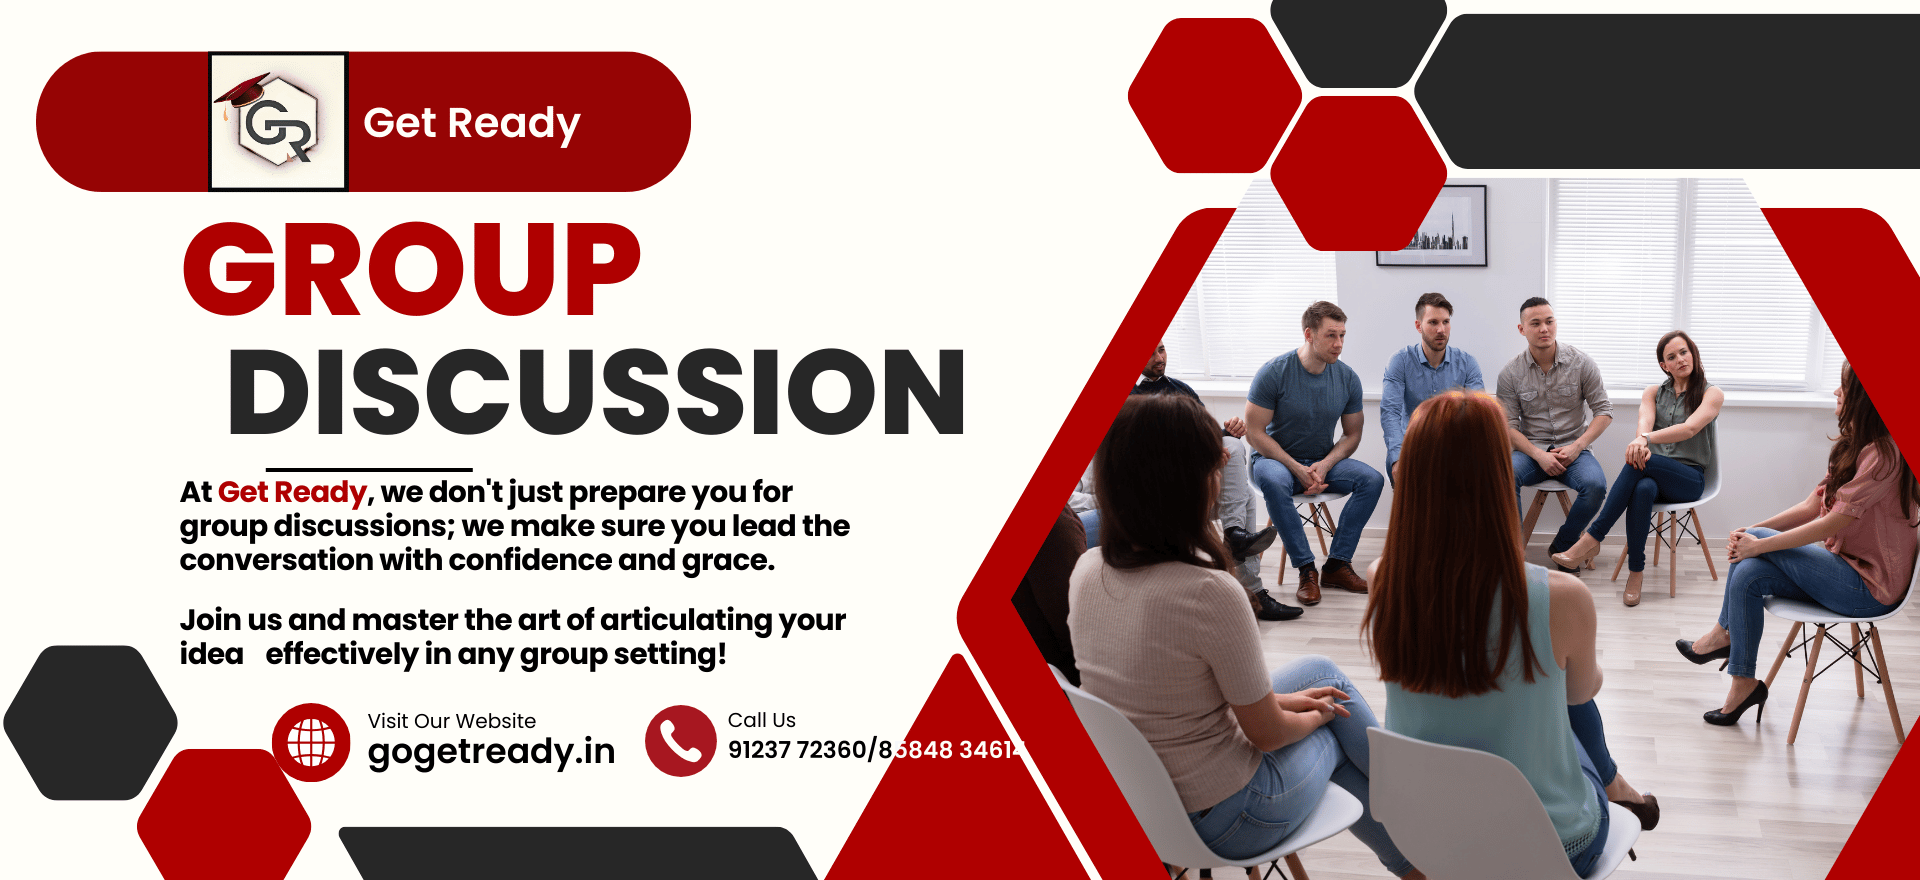 GR
Get Ready
GROUP
DISCUSSION
At Get Ready, we don't just prepare you for
group discussions; we make sure you lead the
conversation with confidence and grace.
Join us and master the art of articulating your
idea effectively in any group setting!
Visit Our Website
gogetready.in
Call Us
91237 72360/85848 34614